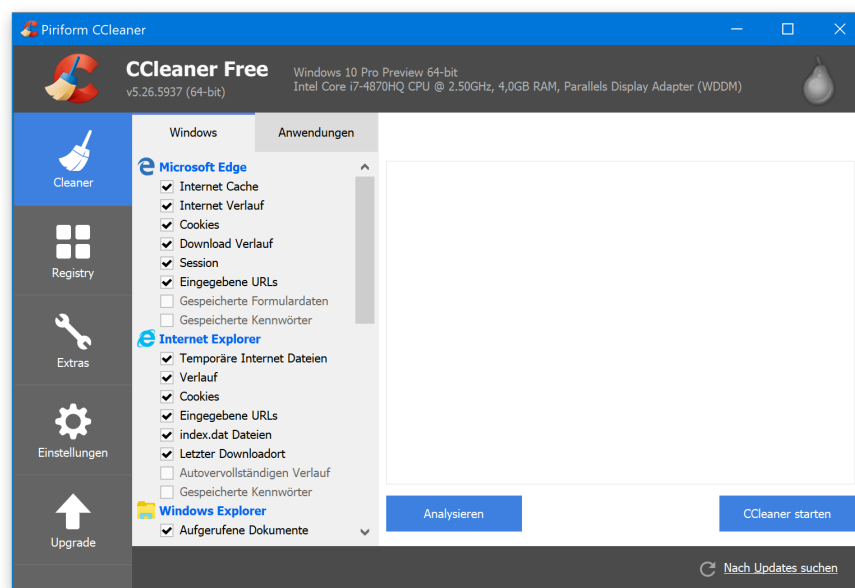 Piriform CCleaner
CCleaner Free
v5.26.5937 (64-bit)
Windows 10 Pro Preview 64-bit
Intel Core i7-4870HQ CPU @ 2.50GHz, 4,0GB RAM, Parallels Display Adapter (WDDM)
Cleaner
Registry
Extras
Einstellungen
Upgrade
Windows
Anwendungen
Microsoft Edge
Internet Cache
Internet Verlauf
Cookies
Download Verlauf
Session
Eingegebene URLs
Gespeicherte Formulardaten
Gespeicherte Kennwörter
Internet Explorer
Temporäre Internet Dateien
Verlauf
Cookies
Eingegebene URLs
index.dat Dateien
Letzter Downloadort
Autovervollständigen Verlauf
Gespeicherte Kennwörter
Windows Explorer
Aufgerufene Dokumente
Analysieren
CCleaner starten
Nach Updates suchen